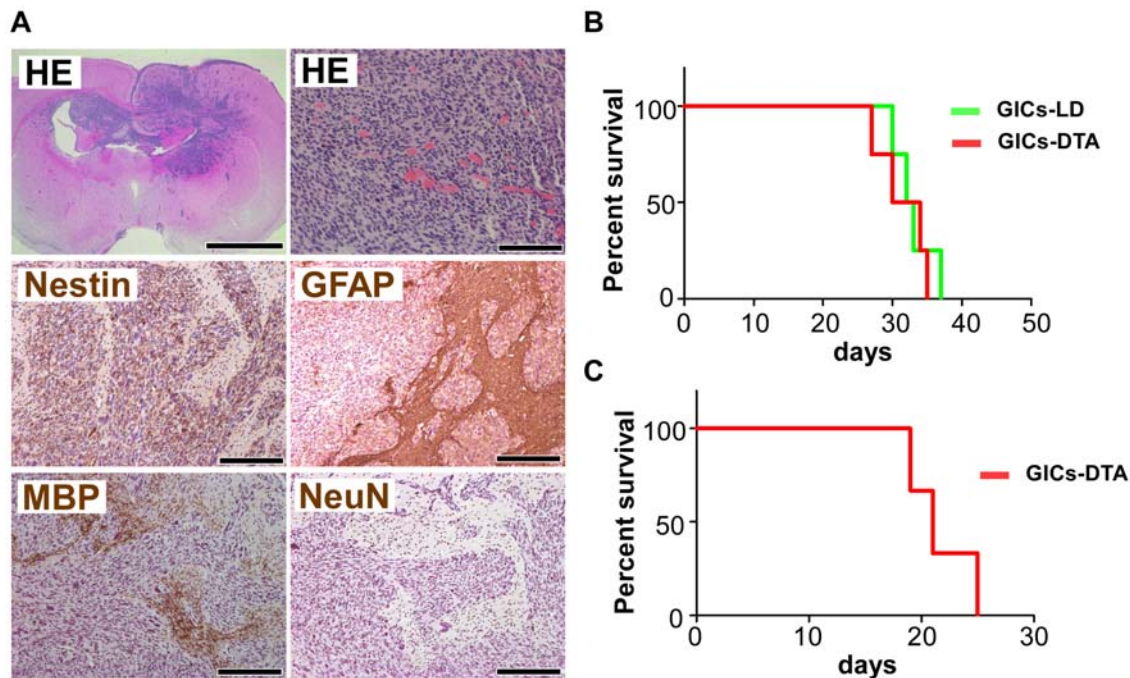 A
HE
HE
Nestin
GFAP
MBP
NeuN
B
Percent survival
100
50
0
0
10
20
30
40
50
days
GICs-LD
GICs-DTA
C
Percent survival
100
50
0
0
10
20
30
days
GICs-DTA